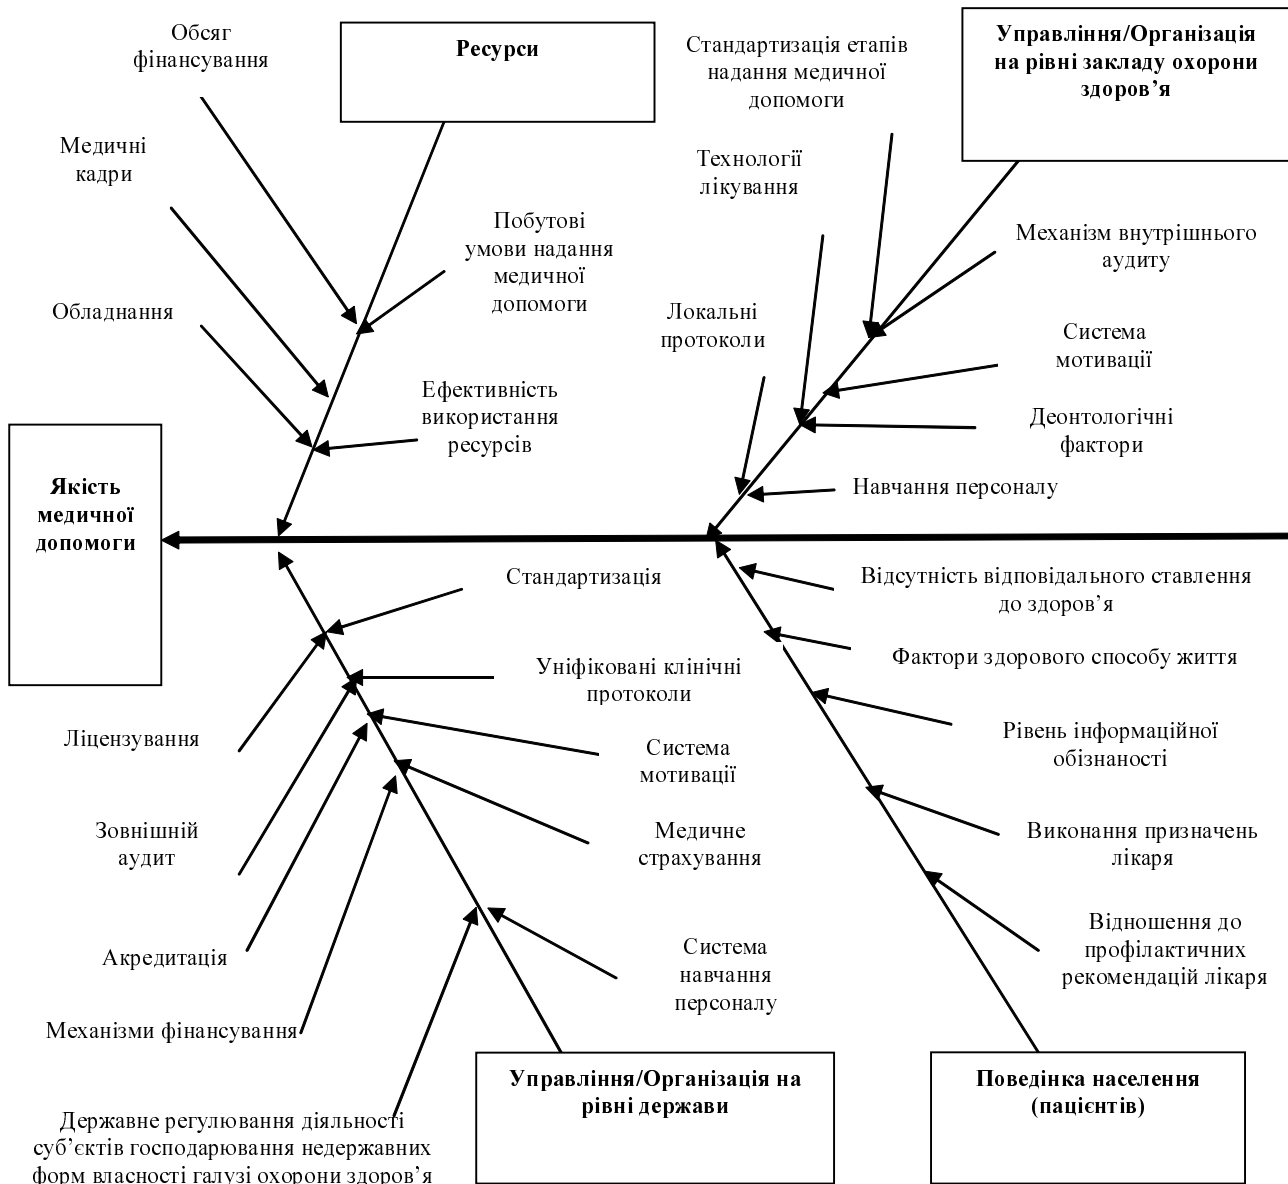 Обсяг
фінансування
Ресурси
Стандартизація етапів
надання медичної
допомоги
Управління/Організація
на рівні закладу охорони
здоров’я
Медичні
кадри
Технології
лікування
Побутові
умови надання
медичної
допомоги
Механізм внутрішнього
аудиту
Обладнання
Локальні
протоколи
Система
мотивації
Ефективність
використання
ресурсів
Деонтологічні
фактори
Якість
медичної
допомоги
Навчання персоналу
Стандартизація
Відсутність відповідального ставлення
до здоров’я
Уніфіковані клінічні
протоколи
Фактори здорового способу життя
Ліцензування
Система
мотивації
Рівень інформаційної
обізнаності
Зовнішній
аудит
Медичне
страхування
Виконання призначень
лікаря
Акредитація
Система
навчання
персоналу
Відношення до
профілактичних
рекомендацій лікаря
Механізми фінансування
Управління/Організація на
рівні держави
Поведінка населення
(пацієнтів)
Державне регулювання діяльності
суб’єктів господарювання недержавних
форм власності галузі охорони здоров’я